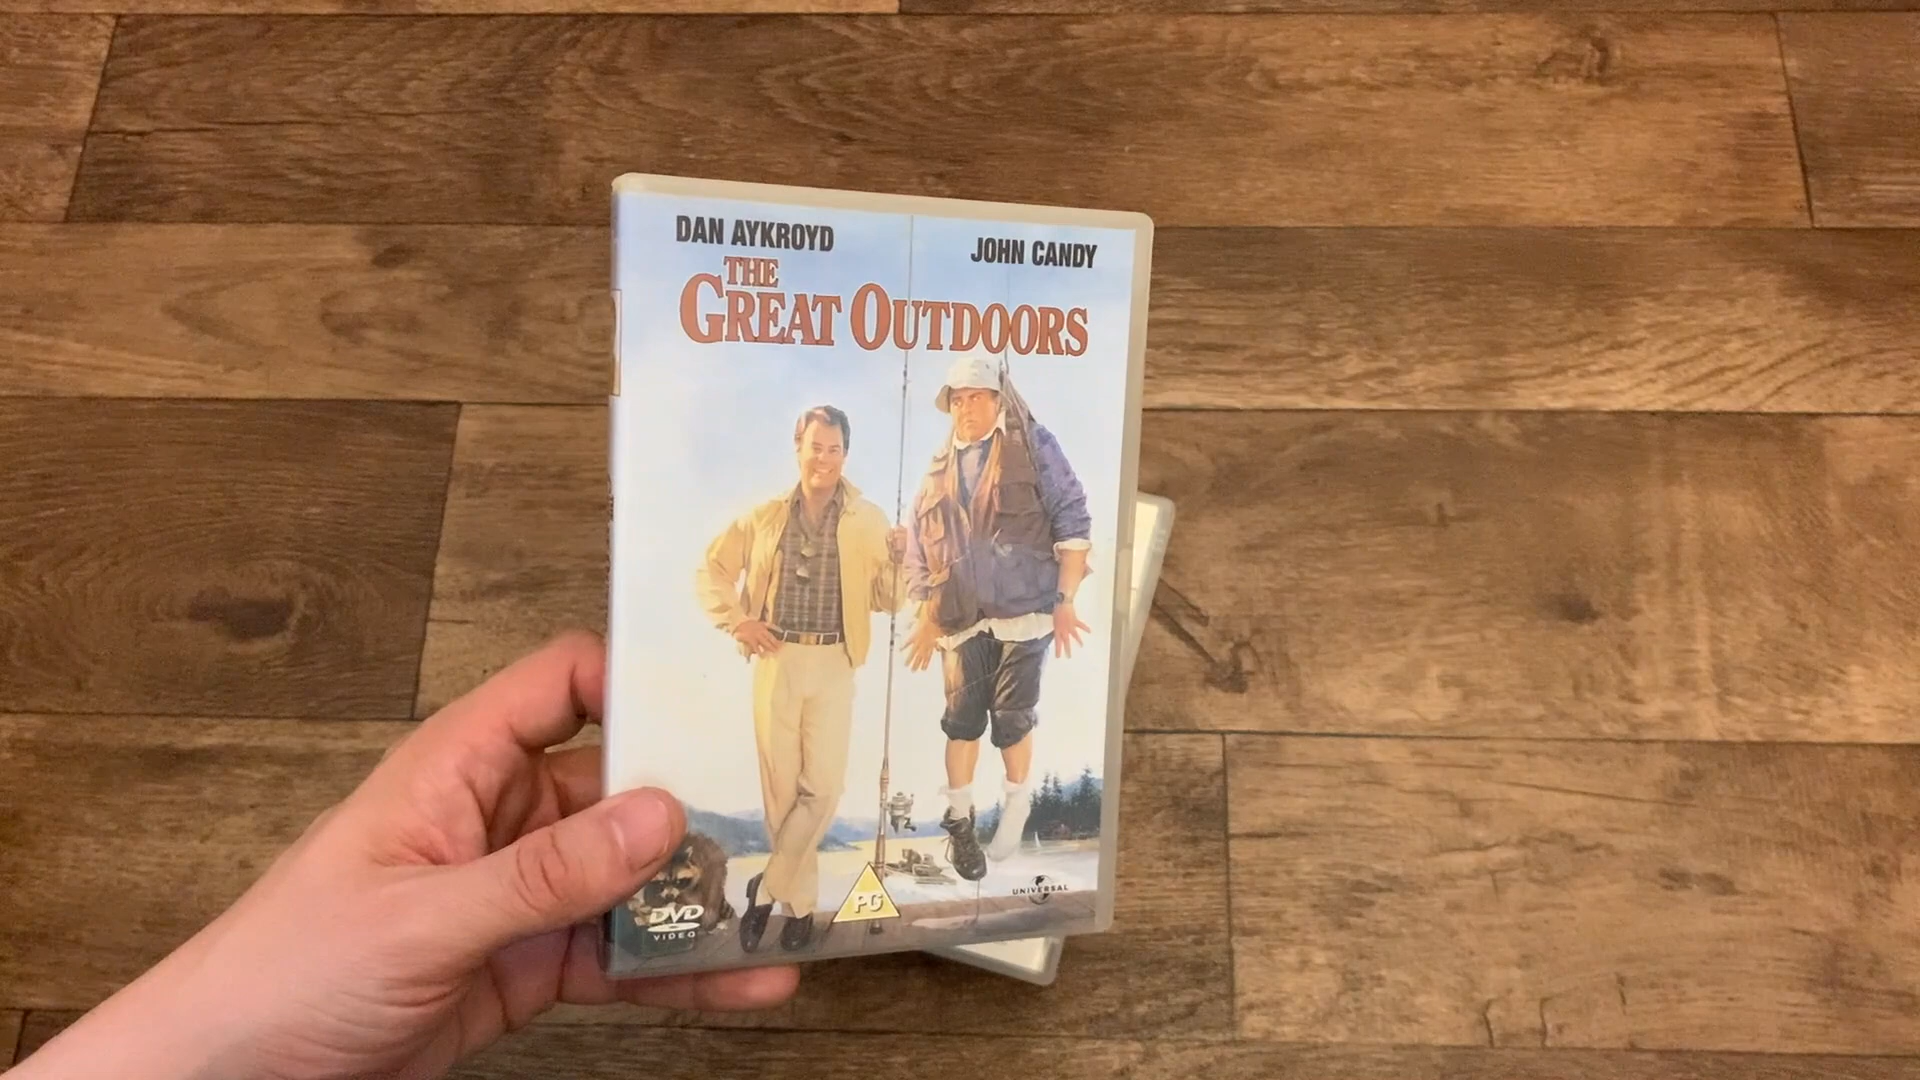 DAN AYKROYD
JOHN CANDY
THE
GREAT OUTDOORS
PG
UNIVERSAL
DVD
VIDEO